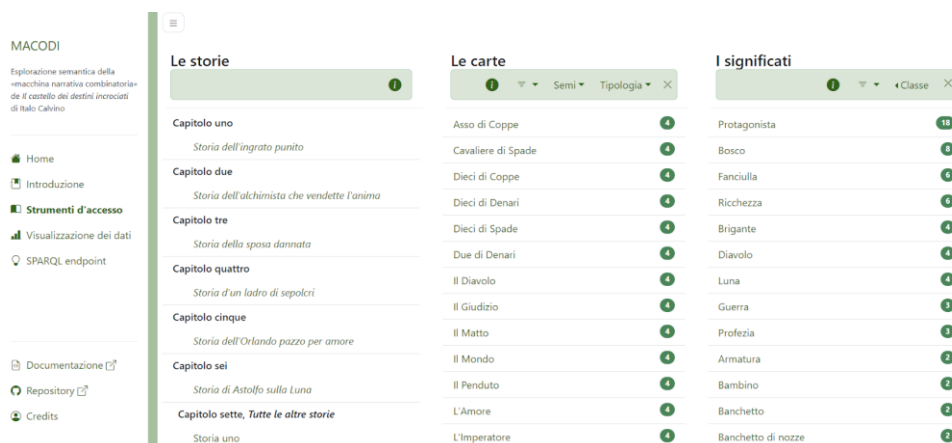 MACODI
Esplorazione semantica della
«macchina narrativa combinatoria»
de Il castello dei destini incrociati
di Italo Calvino
Home
Introduzione
Strumenti d'accesso
Visualizzazione dei dati
SPARQL endpoint
Documentazione
Repository
Credits
Le storie
Capitolo uno
Storia dell'ingrato punito
Capitolo due
Storia dell'alchimista che vendette l'anima
Capitolo tre
Storia della sposa dannata
Capitolo quattro
Storia d'un ladro di sepolcri
Capitolo cinque
Storia dell'Orlando pazzo per amore
Capitolo sei
Storia di Astolfo sulla Luna
Capitolo sette, Tutte le altre storie
Storia uno
Le carte
Semi Tipologia
Asso di Coppe 4
Cavaliere di Spade 4
Dieci di Coppe 4
Dieci di Denari 4
Dieci di Spade 4
Due di Denari 4
Il Diavolo 4
Il Giudizio 4
Il Matto 4
Il Mondo 4
Il Penduto 4
L'Amore 4
L'Imperatore 4
I significati
Classe
Protagonista 18
Bosco 8
Fanciulla 6
Ricchezza 6
Brigante 4
Diavolo 4
Luna 4
Guerra 3
Profezia 3
Armatura 2
Bambino 2
Banchetto 2
Banchetto di nozze 2